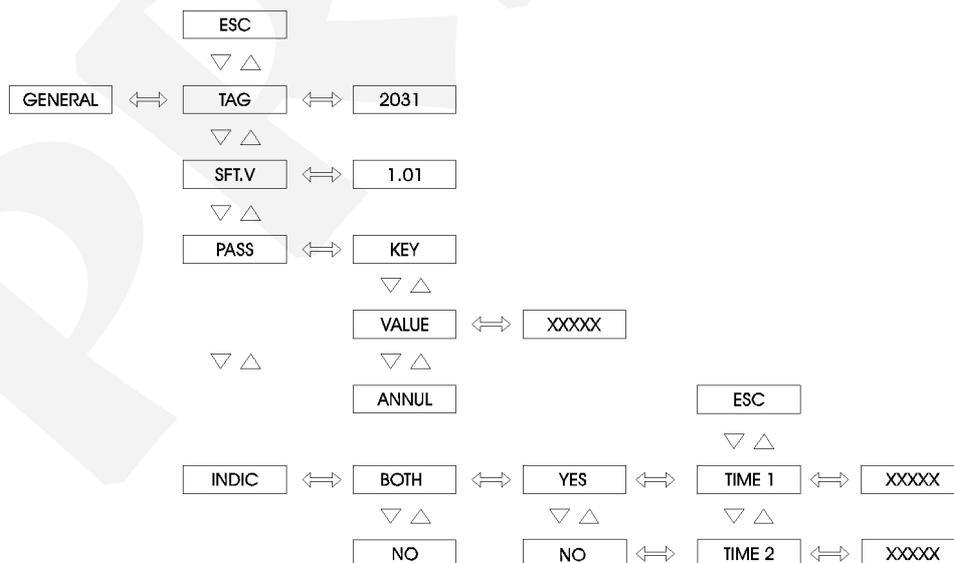 ESC
GENERAL TAG 2031
SFT.V 1.01
PASS KEY
VALUE XXXXX
ANNUL ESC
INDIC BOTH YES TIME 1 XXXXX
NO NO TIME 2 XXXXX